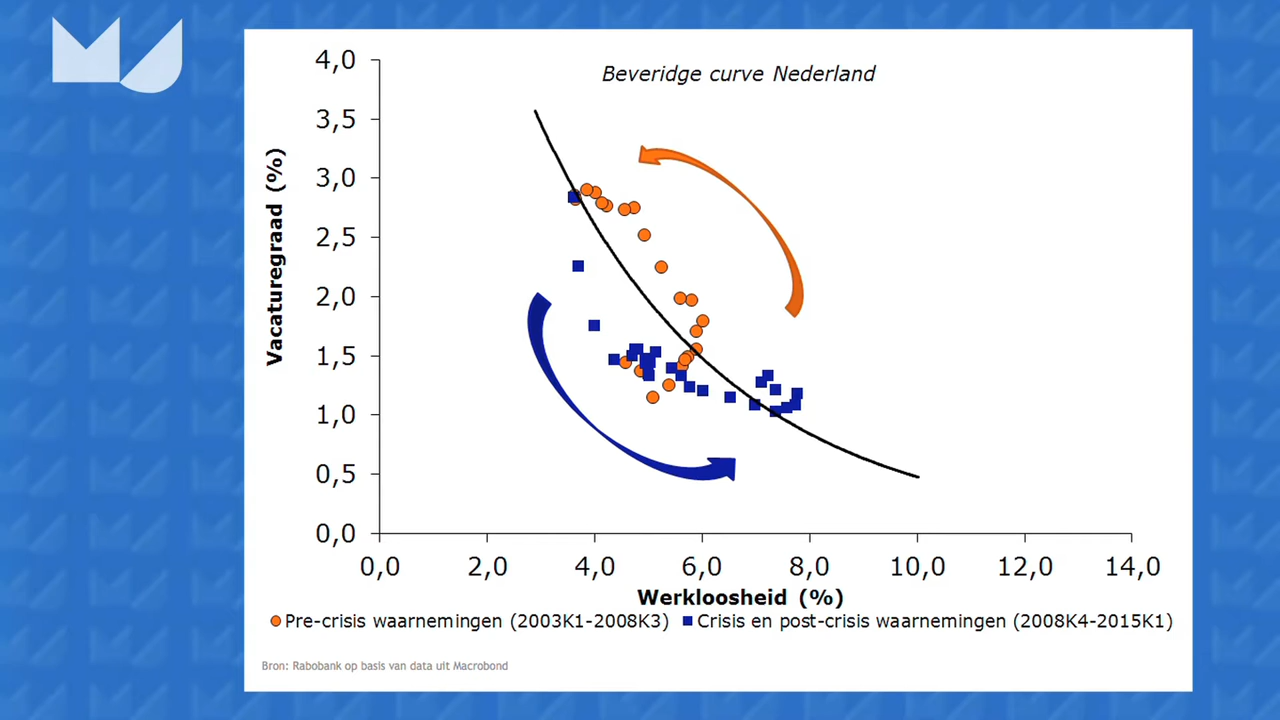 Beveridge curve Nederland
4,0
3,5
3,0
2,5
2,0
1,5
1,0
0,5
0,0
Vacaturegraad (%)
0,0 2,0 4,0 6,0 8,0 10,0 12,0 14,0
Werkloosheid (%)
Pre-crisis waarnemingen (2003K1-2008K3) Crisis en post-crisis waarnemingen (2008K4-2015K1)
Bron: Rabobank op basis van data uit Macrobond